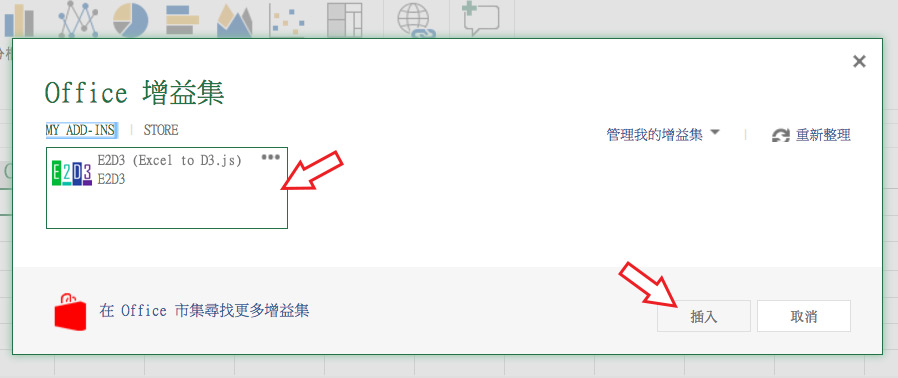 Office 增益集
MY ADD-INS | STORE
管理我的增益集
重新整理
E2D3
E2D3 (Excel to D3.js)
E2D3
在 Office 市集尋找更多增益集
插入
取消